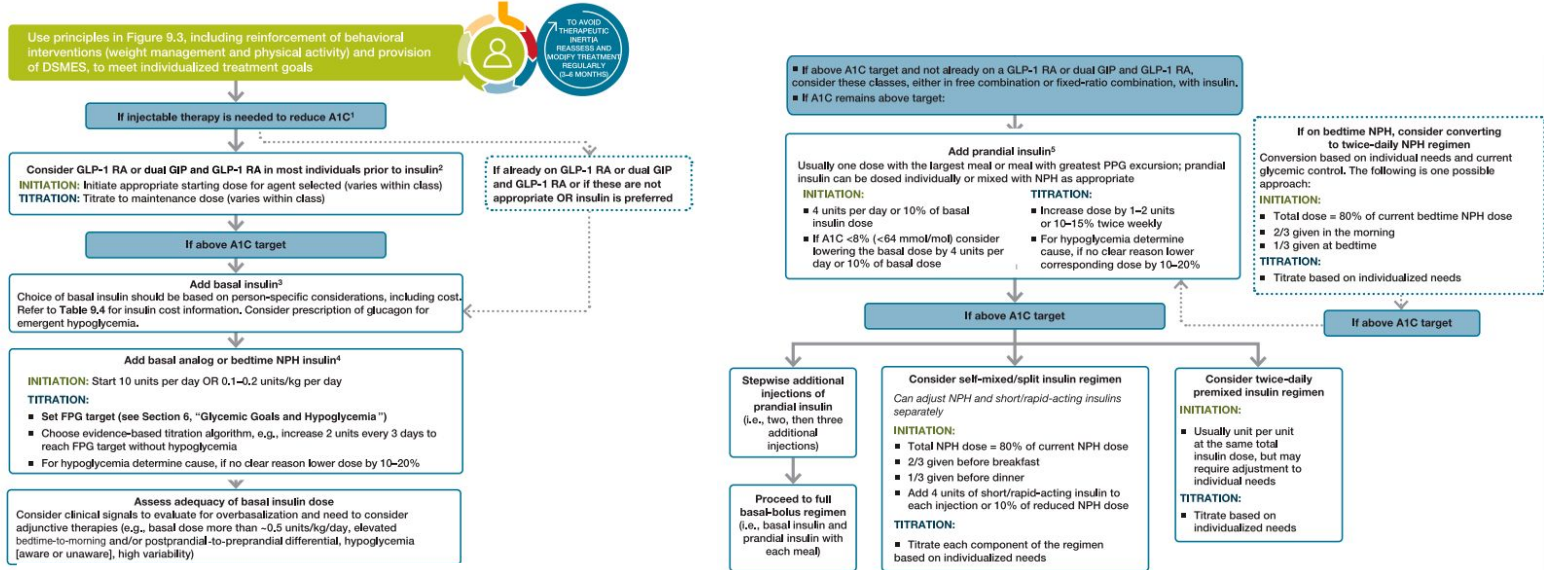 Use principles in Figure 9.3, including reinforcement of behavioral
interventions (weight management and physical activity) and provision
of DSMES, to meet individualized treatment goals
TO AVOID
THERAPEUTIC
INERTIA
REASSESS AND
MODIFY TREATMENT
REGULARLY
(3–6 MONTHS)
If injectable therapy is needed to reduce A1C¹
Consider GLP-1 RA or dual GIP and GLP-1 RA in most individuals prior to insulin²
INITIATION: Initiate appropriate starting dose for agent selected (varies within class)
TITRATION: Titrate to maintenance dose (varies within class)
If already on GLP-1 RA or dual GIP
and GLP-1 RA or if these are not
appropriate OR insulin is preferred
If above A1C target
Add basal insulin³
Choice of basal insulin should be based on person-specific considerations, including cost.
Refer to Table 9.4 for insulin cost information. Consider prescription of glucagon for
emergent hypoglycemia.
Add basal analog or bedtime NPH insulin⁴
INITIATION: Start 10 units per day OR 0.1–0.2 units/kg per day
TITRATION:
■ Set FPG target (see Section 6, “Glycemic Goals and Hypoglycemia”)
■ Choose evidence-based titration algorithm, e.g., increase 2 units every 3 days to
reach FPG target without hypoglycemia
■ For hypoglycemia determine cause, if no clear reason lower dose by 10–20%
Assess adequacy of basal insulin dose
Consider clinical signals to evaluate for overbasalization and need to consider
adjunctive therapies (e.g., basal dose more than ~0.5 units/kg/day, elevated
bedtime-to-morning and/or postprandial-to-preprandial differential, hypoglycemia
[aware or unaware], high variability)
■ If above A1C target and not already on a GLP-1 RA or dual GIP and GLP-1 RA,
consider these classes, either in free combination or fixed-ratio combination, with insulin.
■ If A1C remains above target:
Add prandial insulin⁵
Usually one dose with the largest meal or meal with greatest PPG excursion; prandial
insulin can be dosed individually or mixed with NPH as appropriate
INITIATION:
■ 4 units per day or 10% of basal
insulin dose
■ If A1C <8% (<64 mmol/mol) consider
lowering the basal dose by 4 units per
day or 10% of basal dose
TITRATION:
■ Increase dose by 1–2 units
or 10–15% twice weekly
■ For hypoglycemia determine
cause, if no clear reason lower
corresponding dose by 10–20%
If on bedtime NPH, consider converting
to twice-daily NPH regimen
Conversion based on individual needs and current
glycemic control. The following is one possible
approach:
INITIATION:
■ Total dose = 80% of current bedtime NPH dose
■ 2/3 given in the morning
■ 1/3 given at bedtime
TITRATION:
■ Titrate based on individualized needs
If above A1C target
If above A1C target
Stepwise additional
injections of
prandial insulin
(i.e., two, then three
additional
injections)
Proceed to full
basal-bolus regimen
(i.e., basal insulin and
prandial insulin with
each meal)
Consider self-mixed/split insulin regimen
Can adjust NPH and short/rapid-acting insulins
separately
INITIATION:
■ Total NPH dose = 80% of current NPH dose
■ 2/3 given before breakfast
■ 1/3 given before dinner
■ Add 4 units of short/rapid-acting insulin to
each injection or 10% of reduced NPH dose
TITRATION:
■ Titrate each component of the regimen
based on individualized needs
Consider twice-daily
premixed insulin regimen
INITIATION:
■ Usually unit per unit
at the same total
insulin dose, but may
require adjustment to
individual needs
TITRATION:
■ Titrate based on
individualized needs